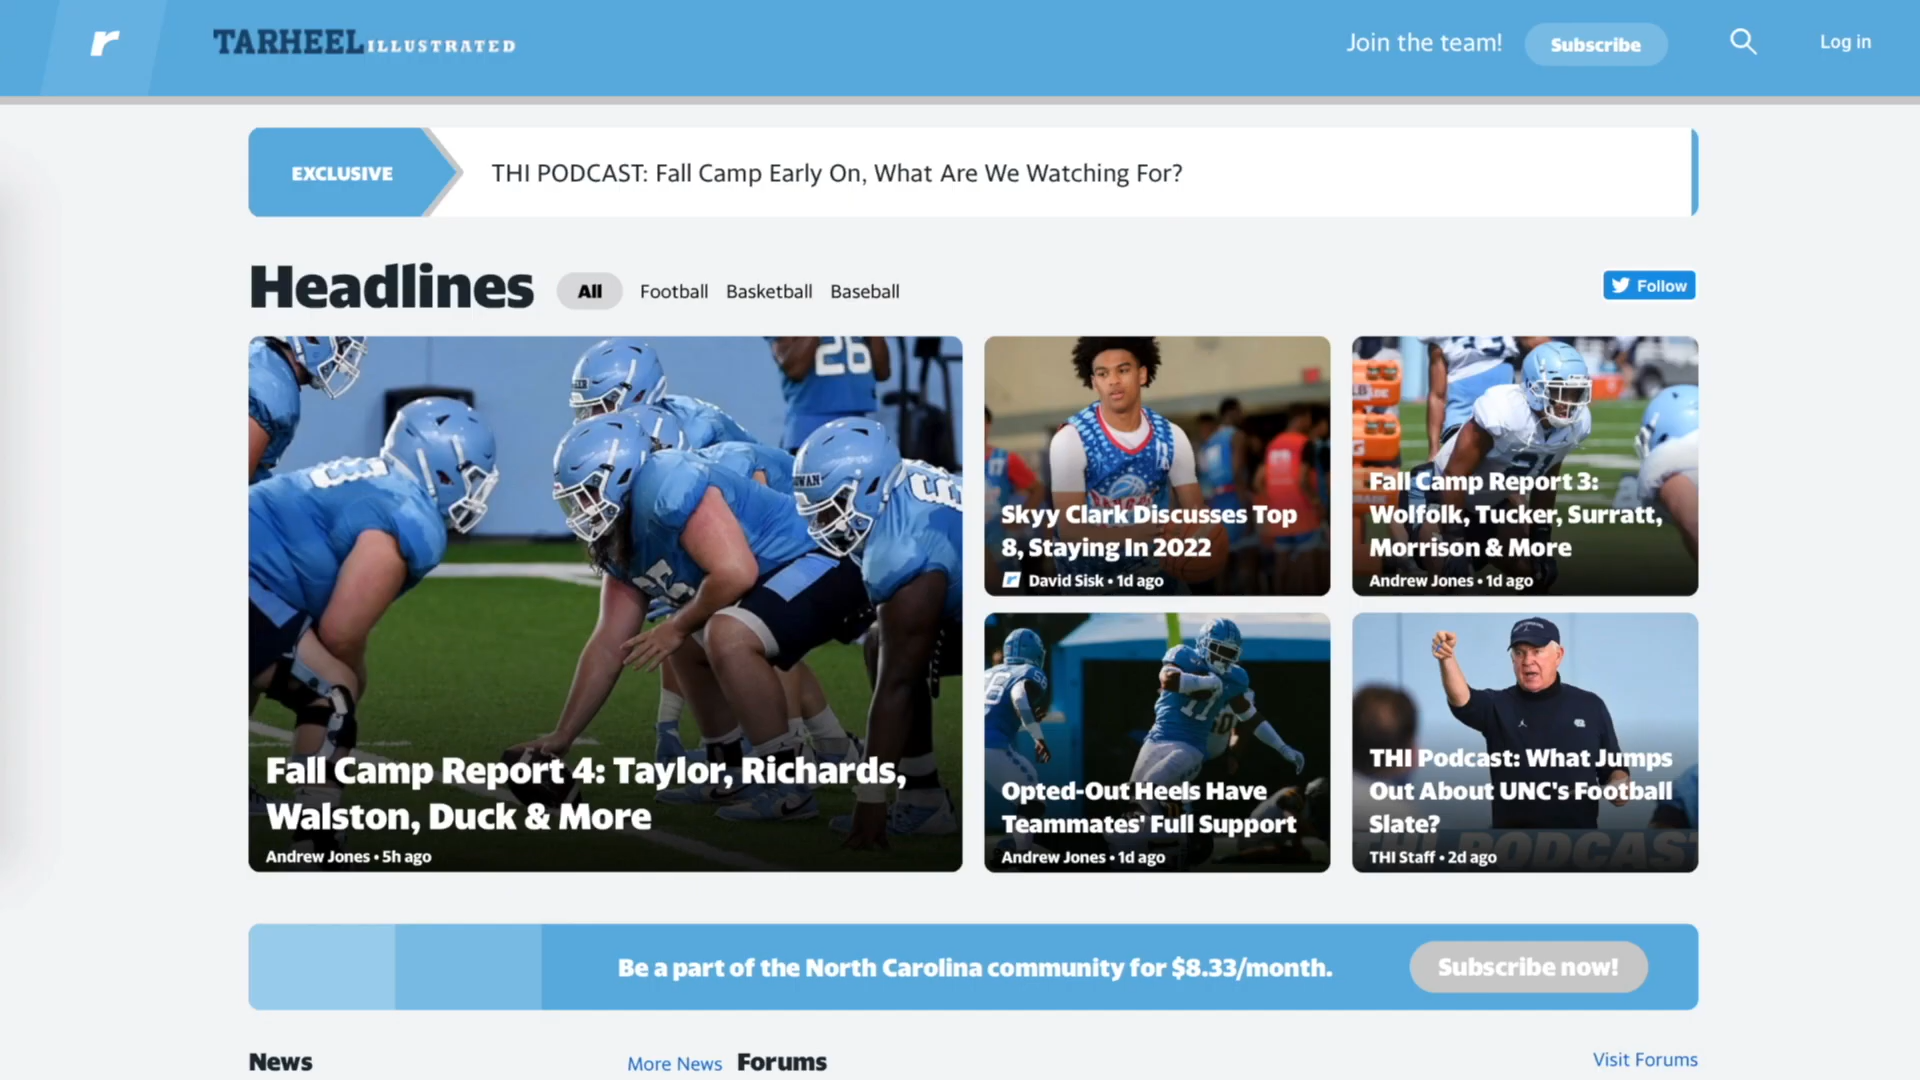 r TARHEEL ILLUSTRATED
Join the team! Subscribe Log in
EXCLUSIVE THI PODCAST: Fall Camp Early On, What Are We Watching For?
Headlines All Football Basketball Baseball
Follow
26
Fall Camp Report 4: Taylor, Richards,
Walston, Duck & More
Andrew Jones • 5h ago
Skyy Clark Discusses Top
8, Staying In 2022
David Sisk • 1d ago
Fall Camp Report 3:
Wolfolk, Tucker, Surratt,
Morrison & More
Andrew Jones • 1d ago
Opted-Out Heels Have
Teammates' Full Support
Andrew Jones • 1d ago
THI Podcast: What Jumps
Out About UNC's Football
Slate?
PODCAST
THI Staff • 2d ago
Be a part of the North Carolina community for $8.33/month.
Subscribe now!
News More News
Forums Visit Forums